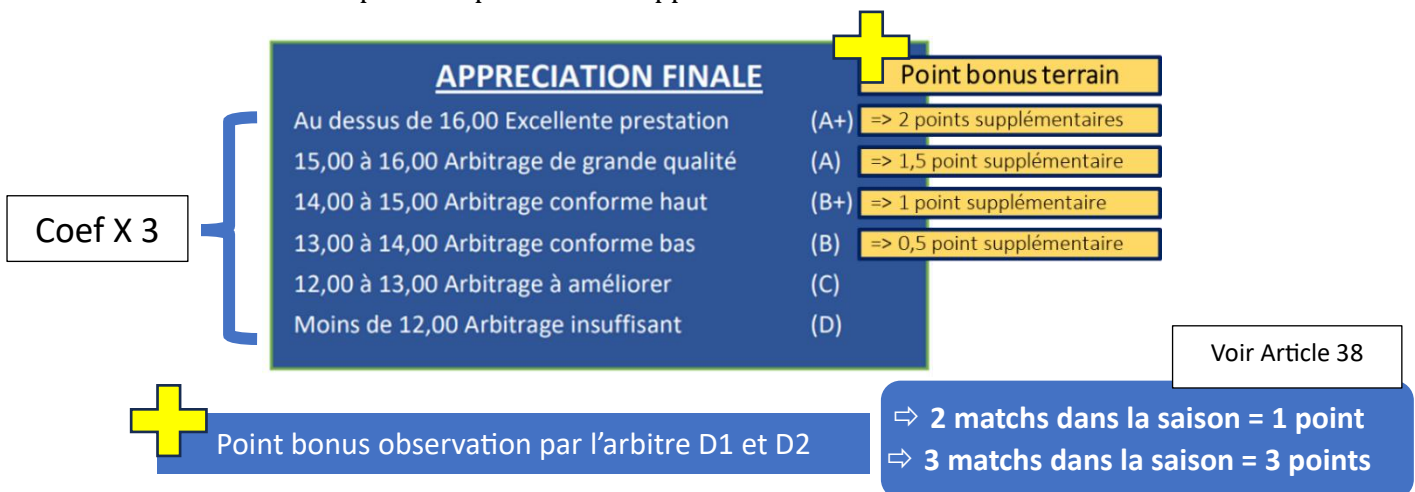 APPRECIATION FINALE
Point bonus terrain
Au dessus de 16,00 Excellente prestation (A+) => 2 points supplémentaires
15,00 à 16,00 Arbitrage de grande qualité (A) => 1,5 point supplémentaire
14,00 à 15,00 Arbitrage conforme haut (B+) => 1 point supplémentaire
Coef X 3
13,00 à 14,00 Arbitrage conforme bas (B) => 0,5 point supplémentaire
12,00 à 13,00 Arbitrage à améliorer (C)
Moins de 12,00 Arbitrage insuffisant (D)
Voir Article 38
Point bonus observation par l’arbitre D1 et D2
⇨ 2 matchs dans la saison = 1 point
⇨ 3 matchs dans la saison = 3 points